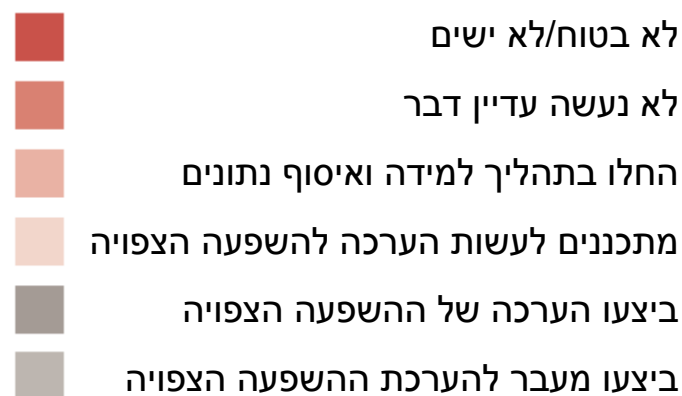 לא בטוח/לא ישים
לא נעשה עדיין דבר
החלו בתהליך למידה ואיסוף נתונים
מתכננים לעשות הערכה להשפעה הצפויה
ביצעו הערכה של ההשפעה הצפויה
ביצעו מעבר להערכת ההשפעה הצפויה